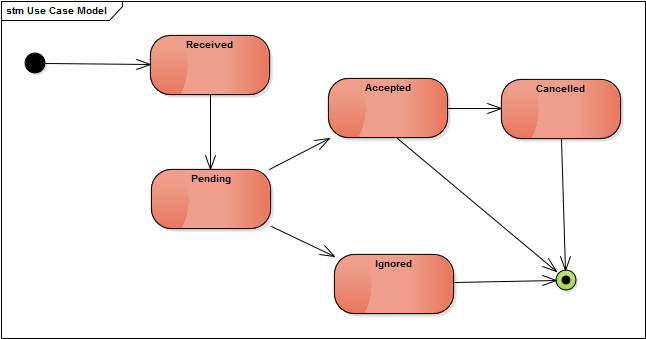 stm Use Case Model
Received
Accepted
Cancelled
Pending
Ignored